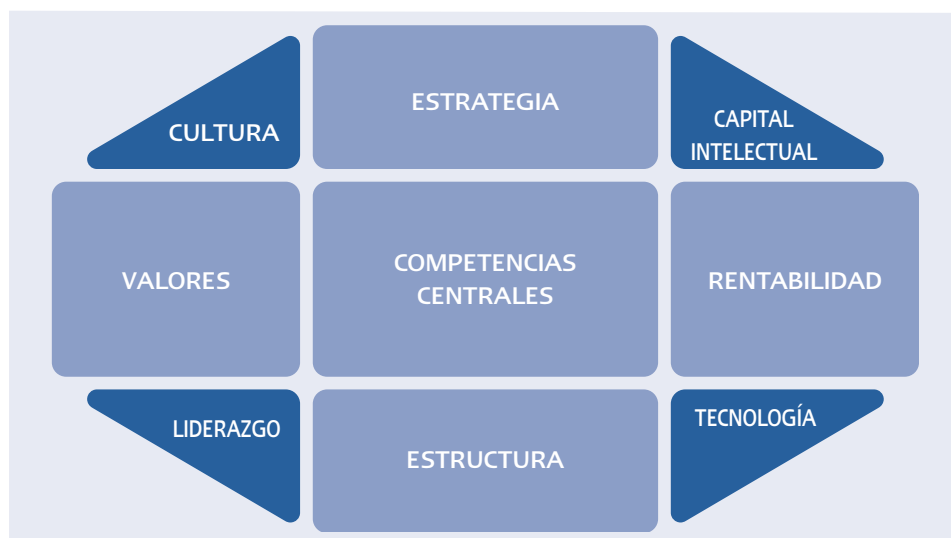 ESTRATEGIA
CULTURA
CAPITAL
INTELECTUAL
VALORES
COMPETENCIAS
CENTRALES
RENTABILIDAD
LIDERAZGO
ESTRUCTURA
TECNOLOGÍA